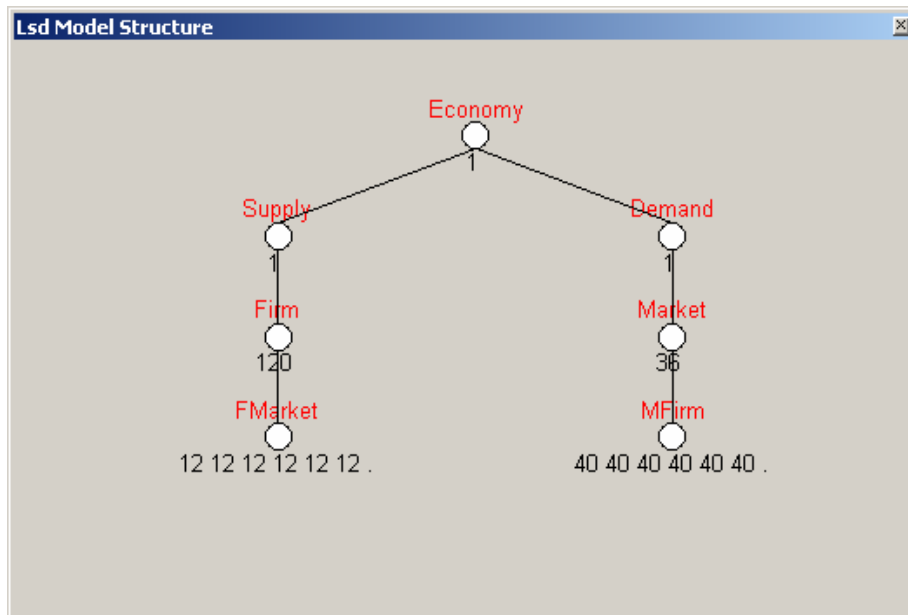 Lsd Model Structure
Economy
1
Supply Demand
1 1
Firm Market
120 36
FMarket MFirm
12 12 12 12 12 12 . 40 40 40 40 40 40 .